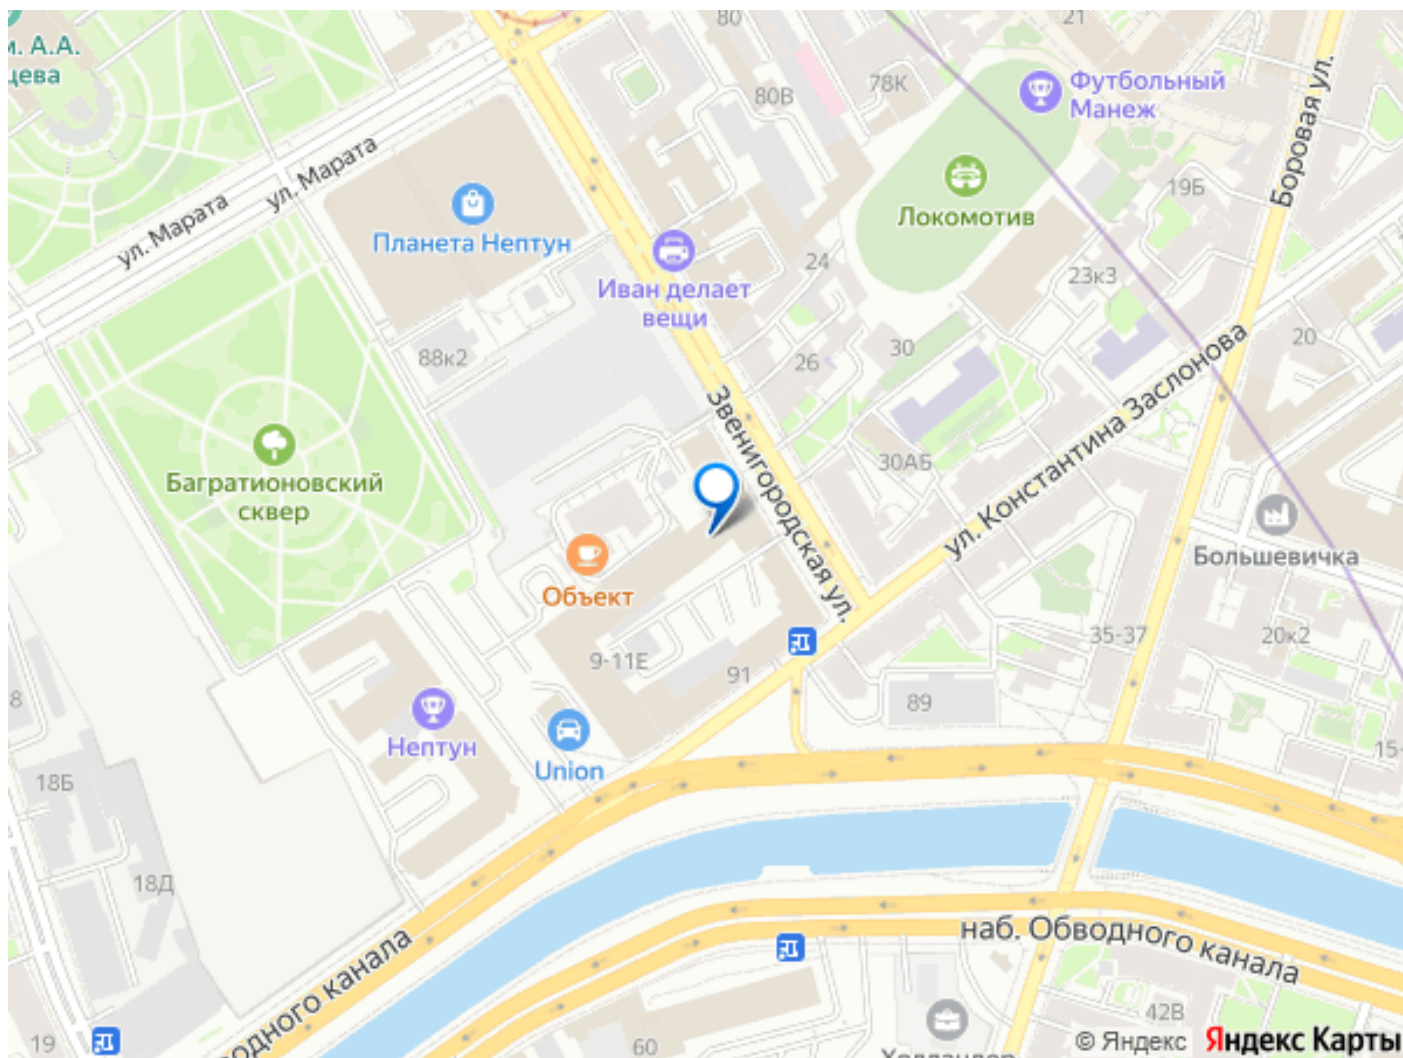 м. А.А.
цева
80
21
78К
80В
Футбольный
Манеж
Боровая ул.
19Б
ул. Марата
ул. Марата
Планета Нептун
Локомотив
24
23к3
Иван делает
вещи
88к2
26
30
20
Звенигородская ул.
ул. Константина Заслонова
30АБ
Багратионовский
сквер
Объект
Большевичка
35-37
20к2
9-11Е
91
89
8
Нептун
Union
15-
18Б
18Д
наб. Обводного канала
водного канала
19
60
42В
© Яндекс Яндекс Карты